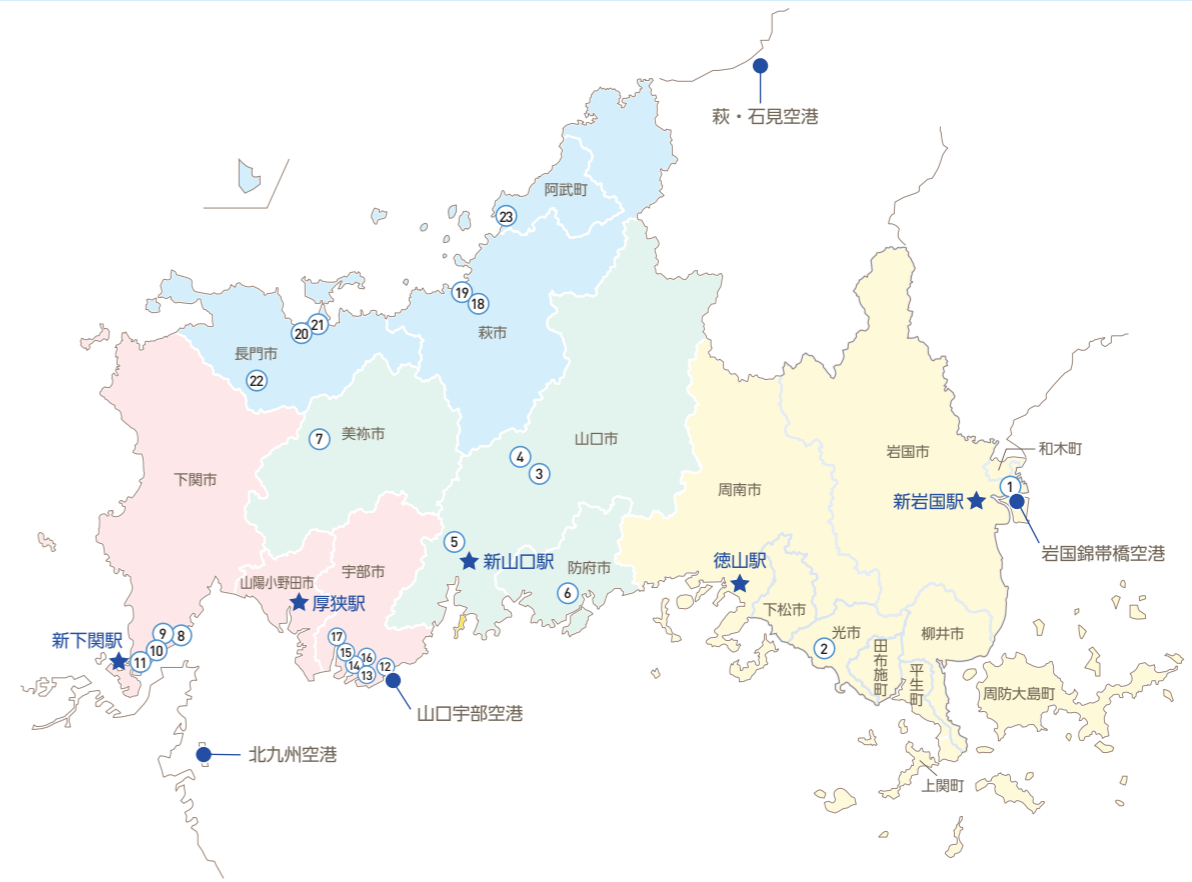 萩・石見空港
阿武町
23
19
18
萩市
21
20
長門市
22
7
美祢市
山口市
4
3
下関市
岩国市
和木町
1
新岩国駅
岩国錦帯橋空港
周南市
5
新山口駅
防府市
6
徳山駅
宇部市
山陽小野田市
厚狭駅
下松市
光市
2
田布施町
平生町
柳井市
周防大島町
上関町
新下関駅
9
8
10
11
17
15
16
14
13
12
山口宇部空港
北九州空港